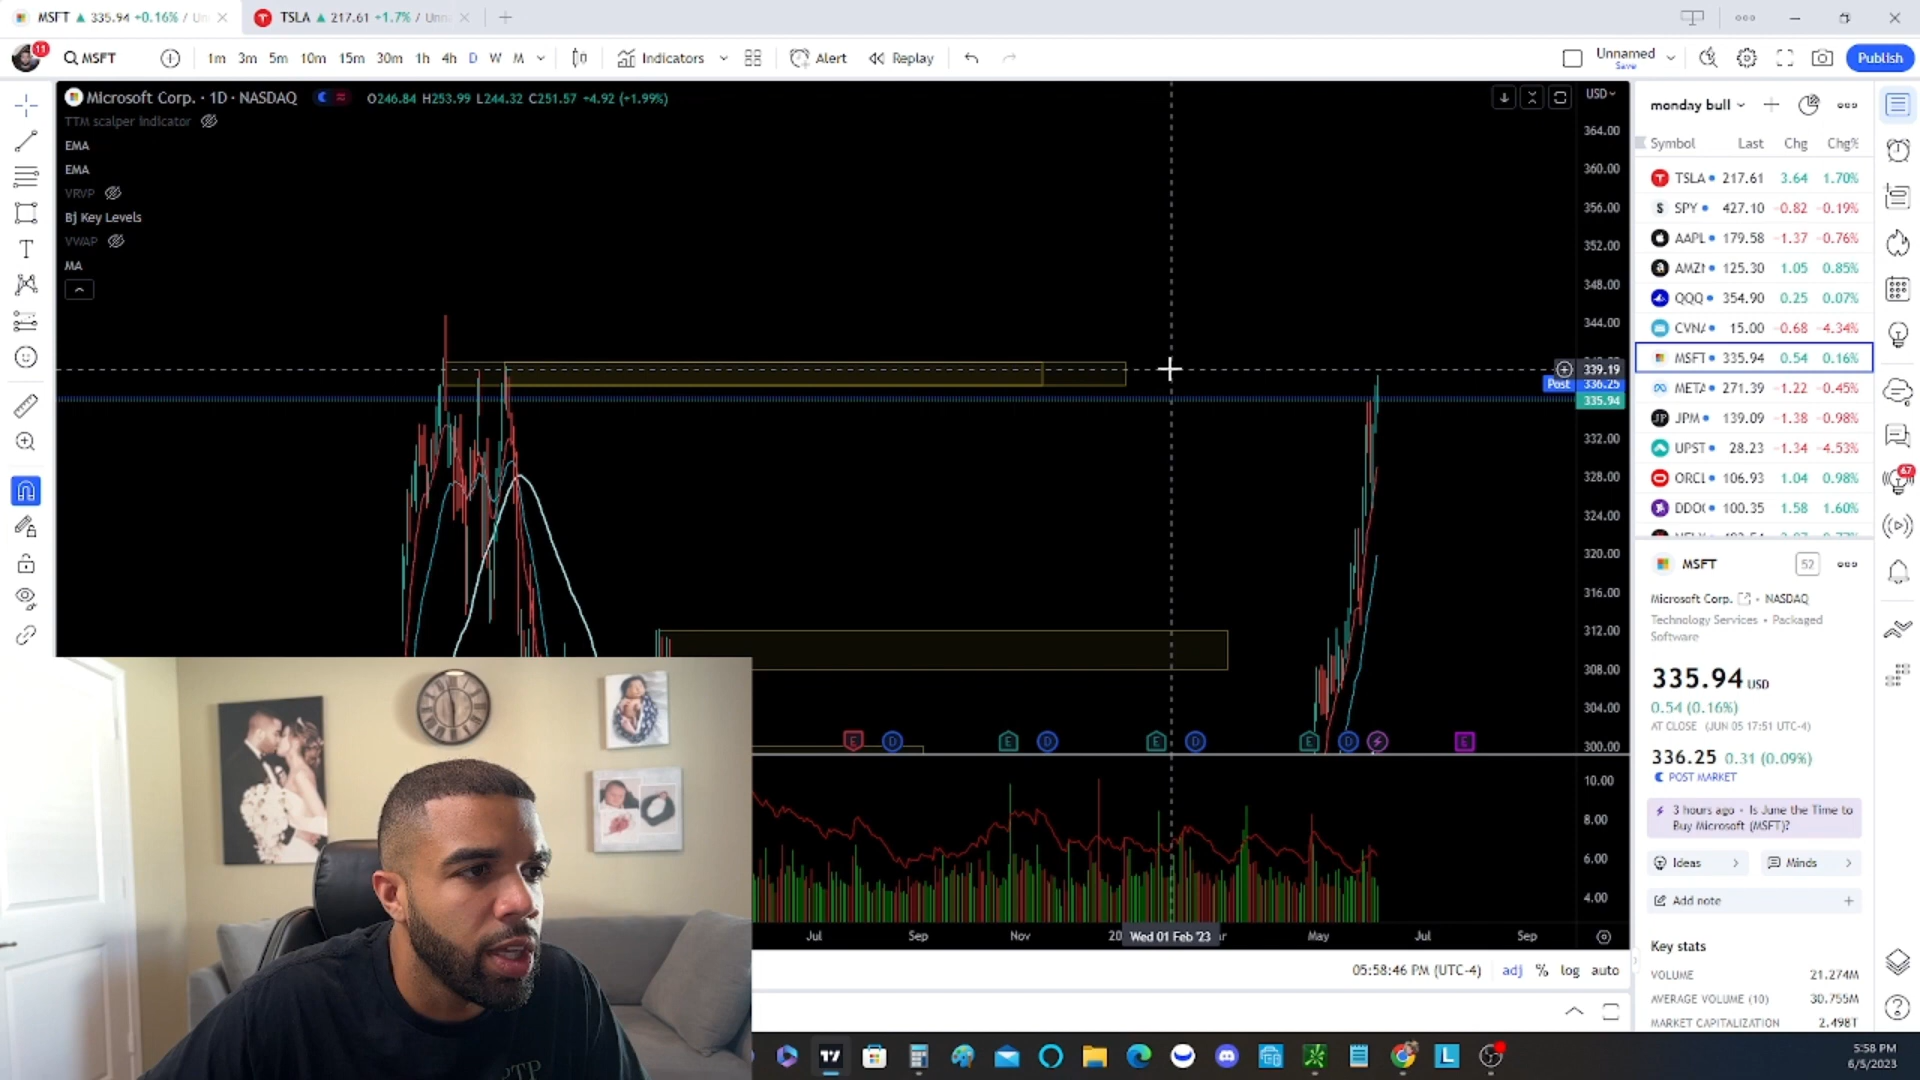 MSFT ▲ 335.94 +0.16% / Un
TSLA ▲ 217.61 +1.7% / Unn
11
MSFT
1m 3m 5m 10m 15m 30m 1h 4h D W M
Indicators
Alert
Replay
Unnamed
Save
Publish
Microsoft Corp. · 1D · NASDAQ
O246.84 H253.99 L244.32 C251.57 +4.92 (+1.99%)
TTM scalper indicator
EMA
EMA
VRVP
Bj Key Levels
VWAP
MA
USD
364.00
360.00
356.00
352.00
348.00
344.00
339.19
Post 336.25
335.94
332.00
328.00
324.00
320.00
316.00
312.00
308.00
304.00
300.00
10.00
8.00
6.00
4.00
E D E D E D E D E
Jul Sep Nov 20 Wed 01 Feb '23 May Jul Sep
05:58:46 PM (UTC-4) adj % log auto
monday bull
Symbol Last Chg Chg%
TSLA 217.61 3.64 1.70%
SPY 427.10 −0.82 −0.19%
AAPL 179.58 −1.37 −0.76%
AMZN 125.30 1.05 0.85%
QQQ 354.90 0.25 0.07%
CVNA 15.00 −0.68 −4.34%
MSFT 335.94 0.54 0.16%
META 271.39 −1.22 −0.45%
JPM 139.09 −1.38 −0.98%
UPST 28.23 −1.34 −4.53%
ORCL 106.93 1.04 0.98%
DDOG 100.35 1.58 1.60%
67
MSFT
52
Microsoft Corp. · NASDAQ
Technology Services · Packaged
Software
335.94 USD
0.54 (0.16%)
AT CLOSE (JUN 05 17:51 UTC-4)
336.25 0.31 (0.09%)
POST MARKET
3 hours ago · Is June the Time to
Buy Microsoft (MSFT)?
Ideas
Minds
Add note
Key stats
VOLUME 21.274M
AVERAGE VOLUME (10) 30.755M
MARKET CAPITALIZATION 2.498T
5:58 PM
6/5/2023